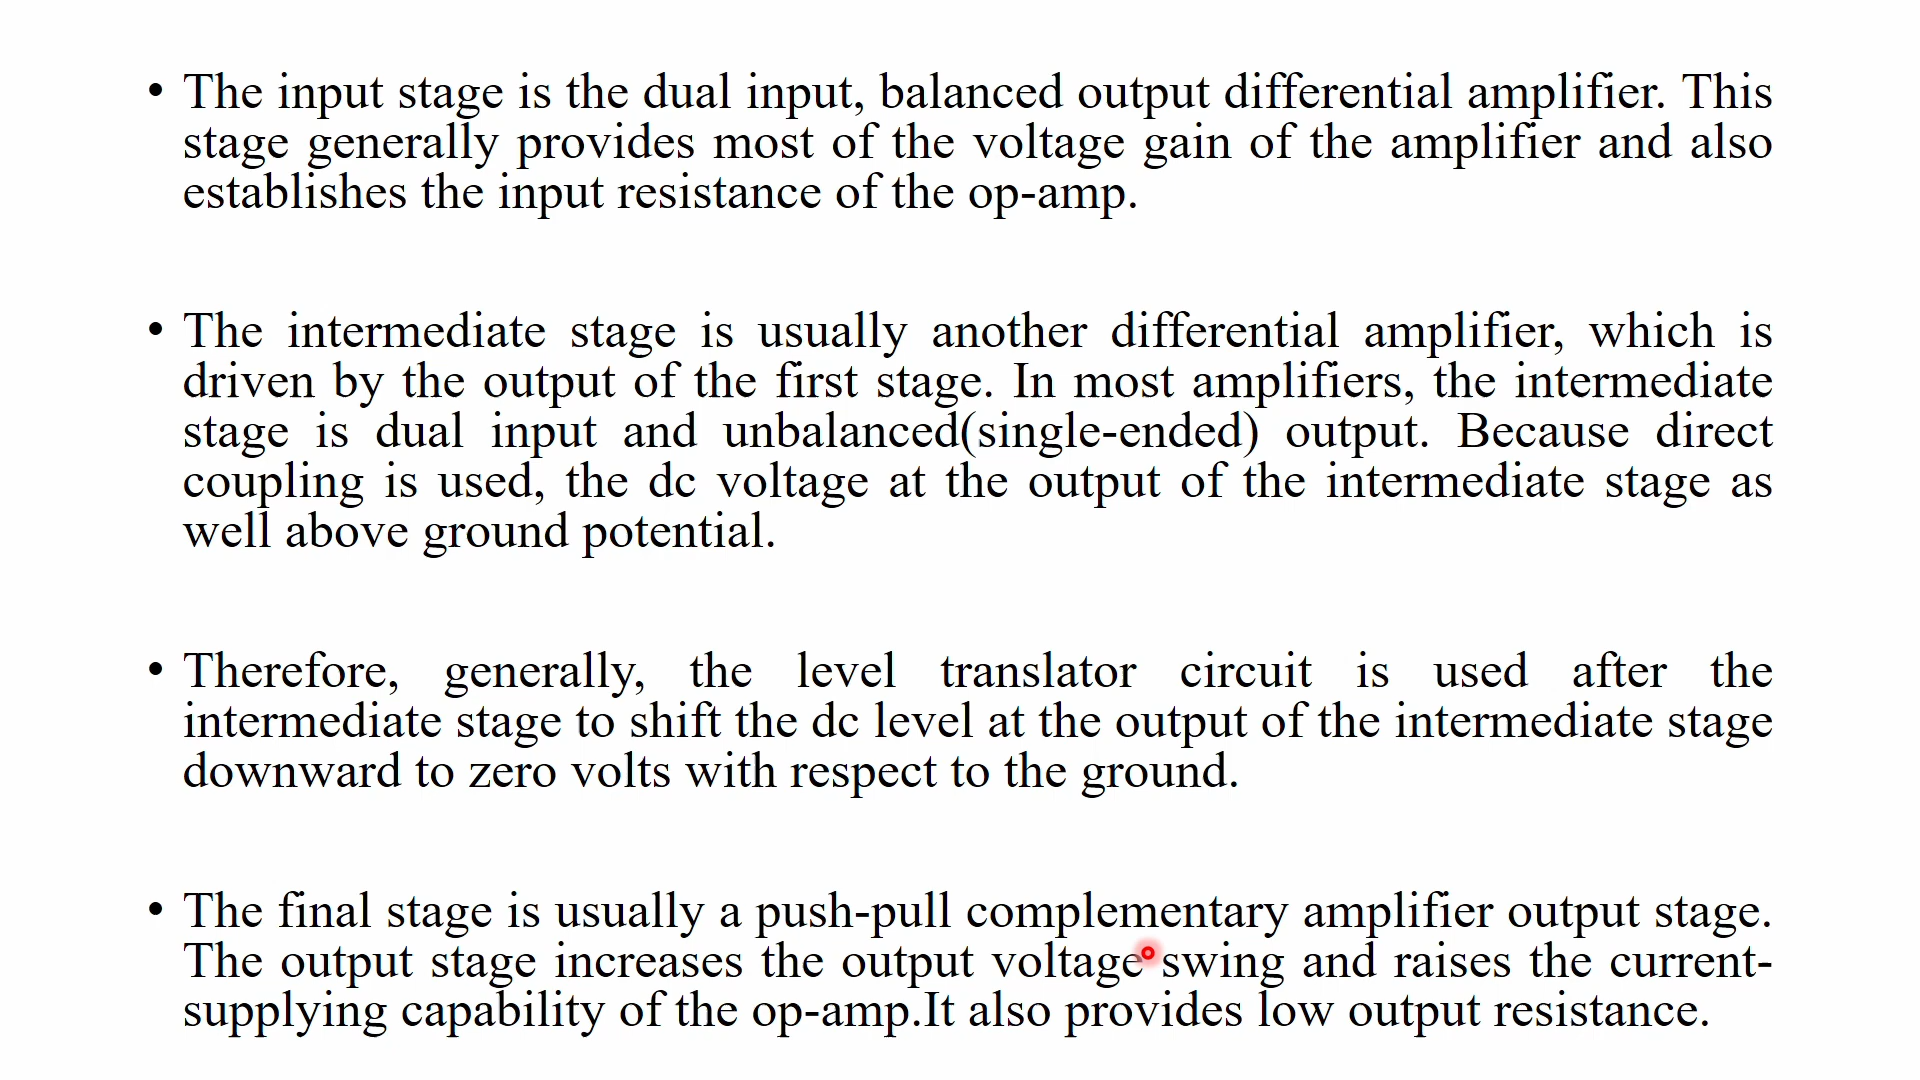 • The input stage is the dual input, balanced output differential amplifier. This
stage generally provides most of the voltage gain of the amplifier and also
establishes the input resistance of the op-amp.
• The intermediate stage is usually another differential amplifier, which is
driven by the output of the first stage. In most amplifiers, the intermediate
stage is dual input and unbalanced(single-ended) output. Because direct
coupling is used, the dc voltage at the output of the intermediate stage as
well above ground potential.
• Therefore, generally, the level translator circuit is used after the
intermediate stage to shift the dc level at the output of the intermediate stage
downward to zero volts with respect to the ground.
• The final stage is usually a push-pull complementary amplifier output stage.
The output stage increases the output voltage swing and raises the current-
supplying capability of the op-amp.It also provides low output resistance.